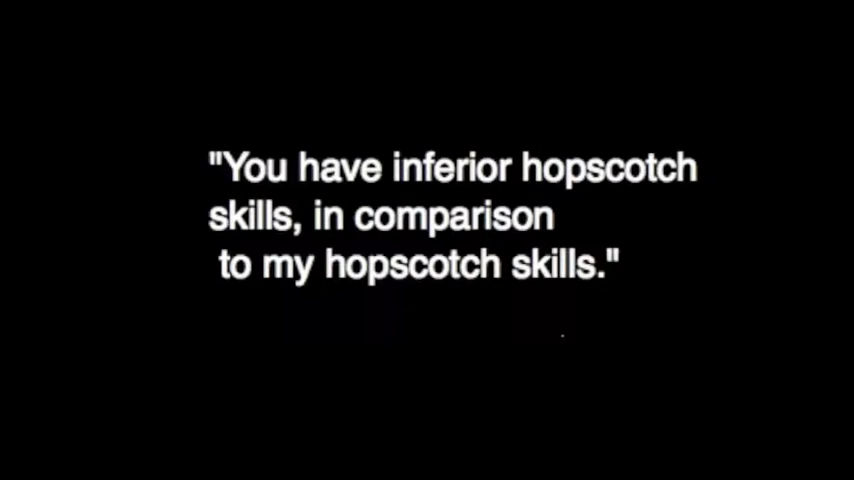 "You have inferior hopscotch
skills, in comparison
to my hopscotch skills."